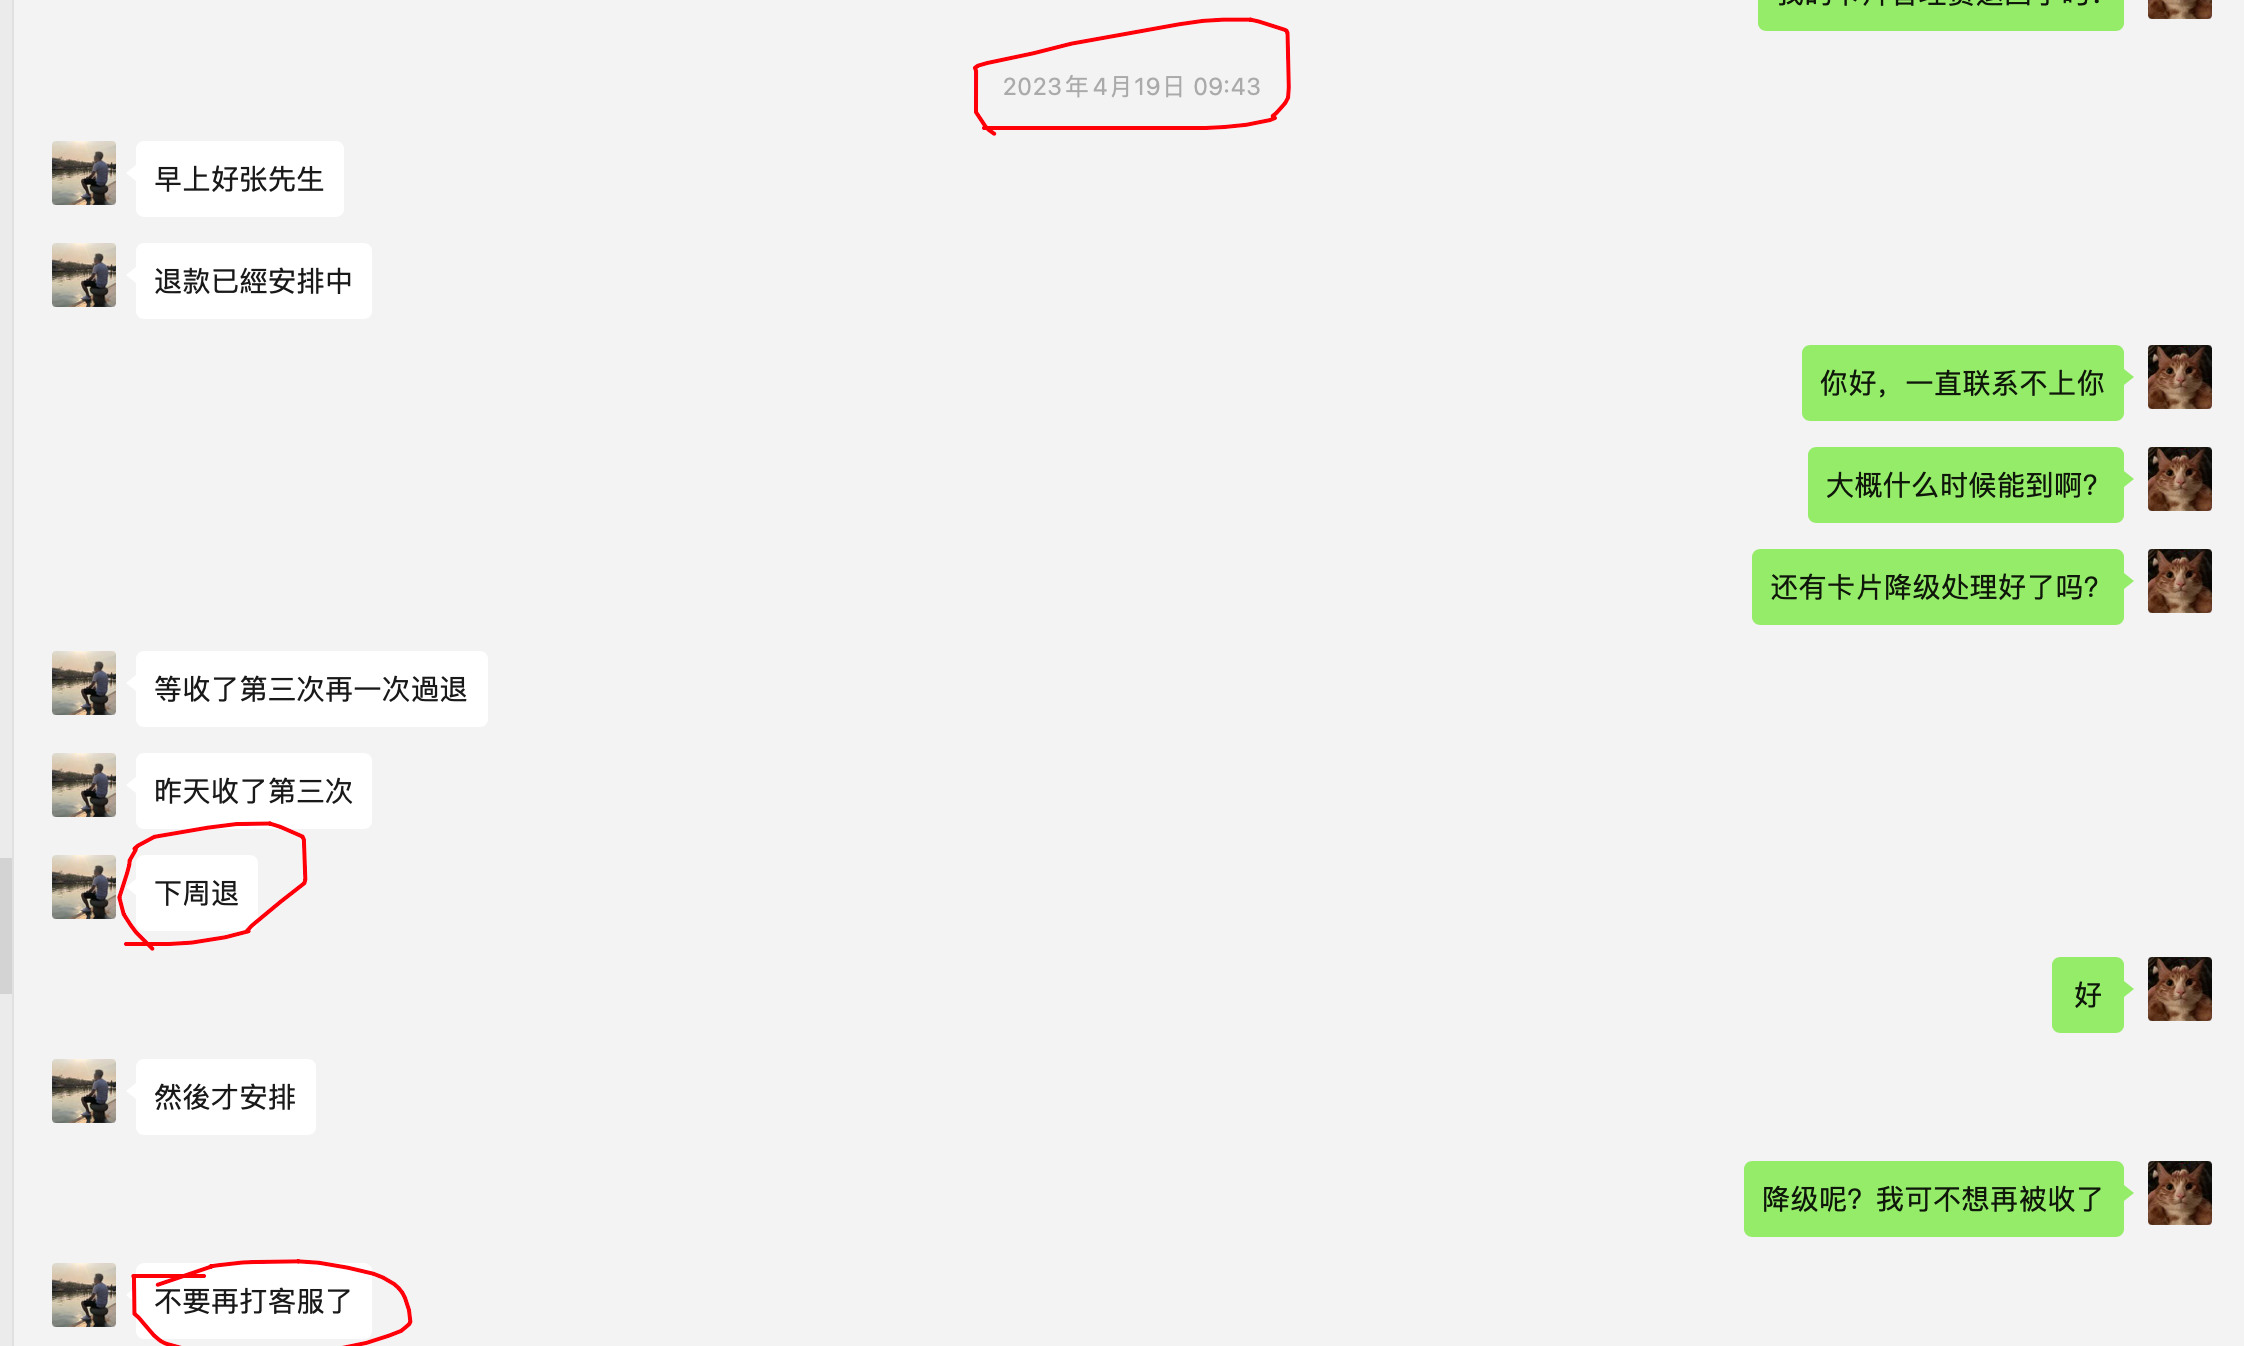 2023年4月19日 09:43
早上好张先生
退款已經安排中
你好，一直联系不上你
大概什么时候能到啊？
还有卡片降级处理好了吗？
等收了第三次再一次過退
昨天收了第三次
下周退
好
然後才安排
降级呢？我可不想再被收了
不要再打客服了